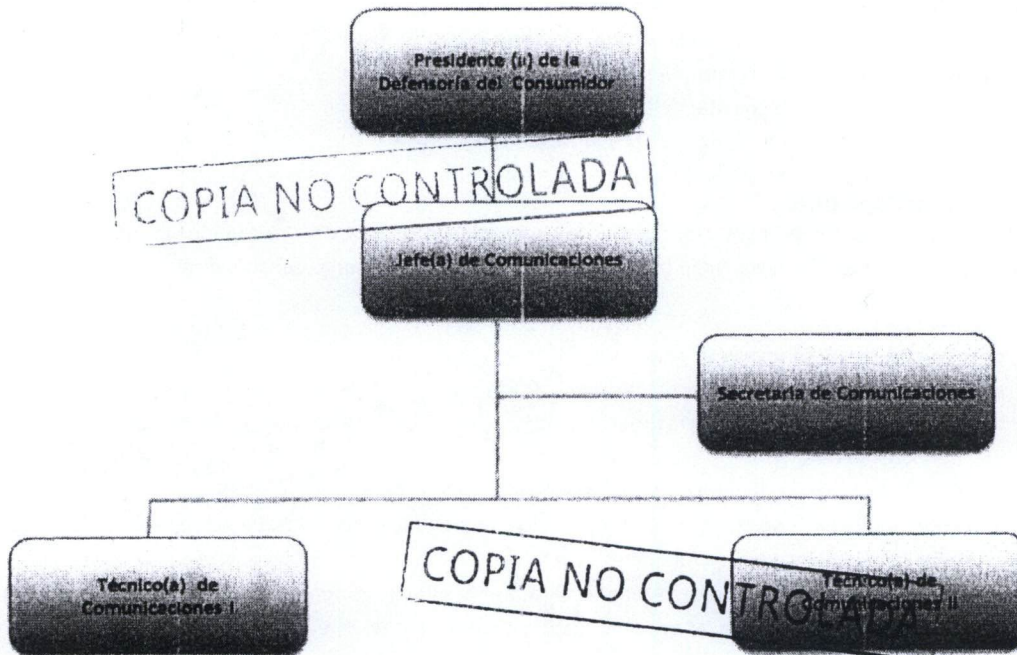 Presidente (a) de la
Defensoría del Consumidor
COPIA NO CONTROLADA
Jefe(a) de Comunicaciones
Secretaria de Comunicaciones
Técnico(a) de
Comunicaciones I
COPIA NO CONTROLADA
Técnico(a) de
Comunicaciones II